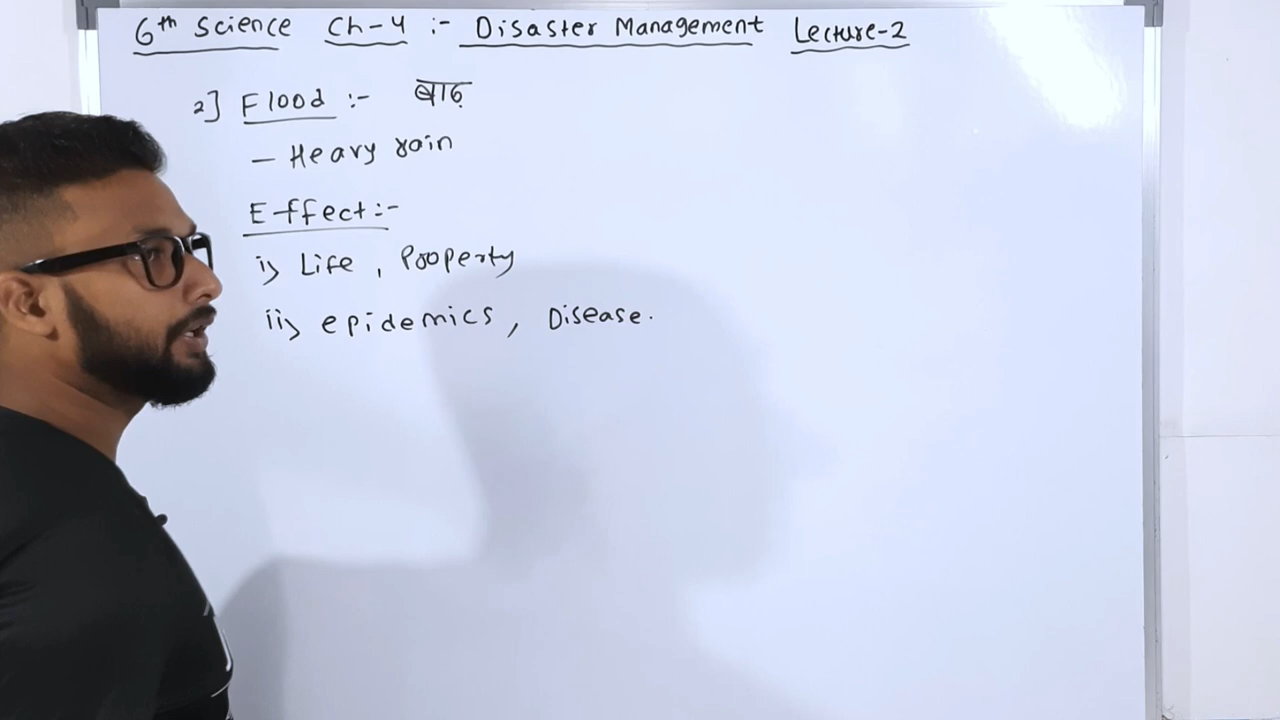 6th Science Ch-4 :- Disaster Management Lecture-2
2] Flood :- बाढ़
- Heavy rain
Effect :-
i> Life , Property
ii> epidemics , Disease.